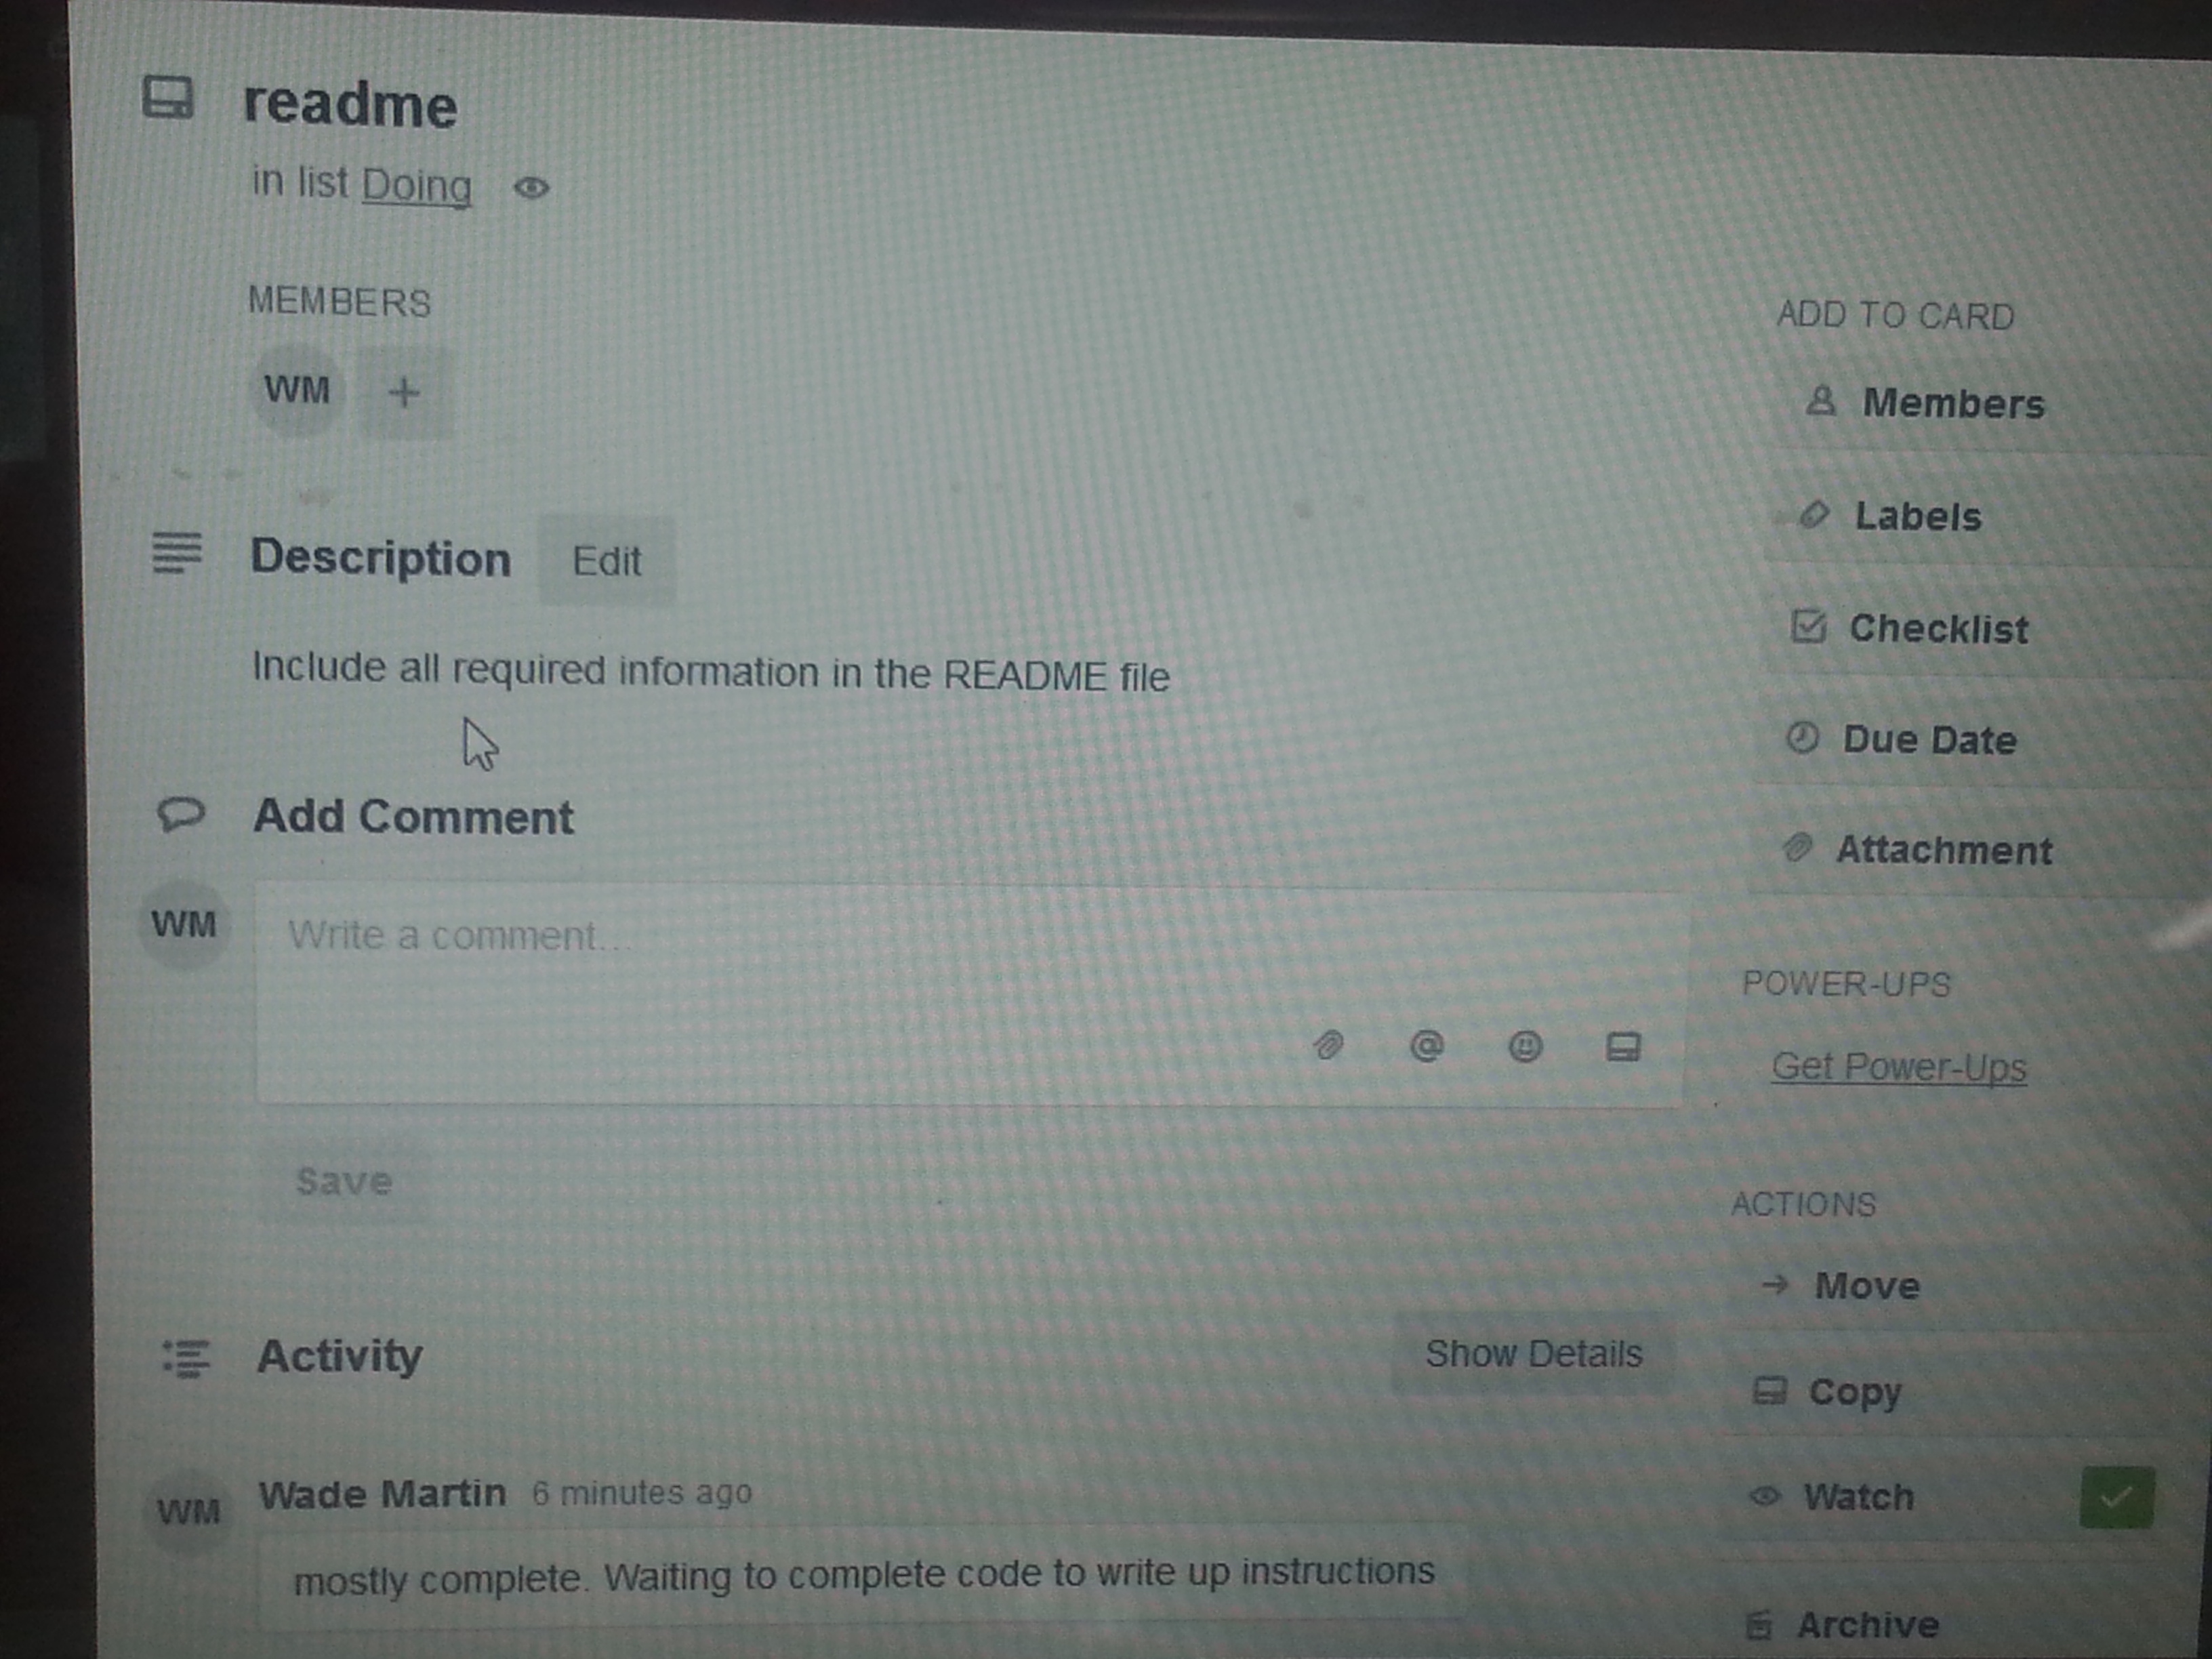 readme
in list Doing
MEMBERS
WM +
Description Edit
Include all required information in the README file
Add Comment
WM
Write a comment...
@
Save
Activity Show Details
WM Wade Martin 6 minutes ago
mostly complete. Waiting to complete code to write up instructions
ADD TO CARD
Members
Labels
Checklist
Due Date
Attachment
POWER-UPS
Get Power-Ups
ACTIONS
Move
Copy
Watch
Archive